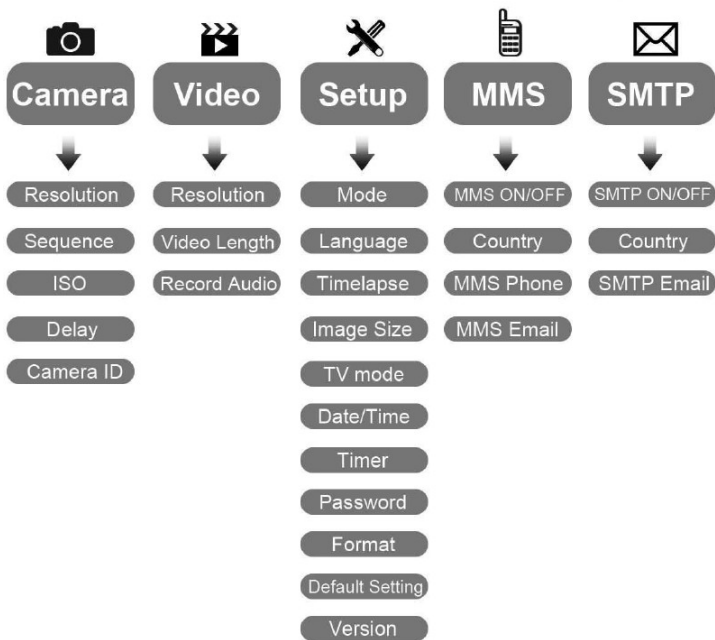 Camera
Resolution
Sequence
ISO
Delay
Camera ID
Video
Resolution
Video Length
Record Audio
Setup
Mode
Language
Timelapse
Image Size
TV mode
Date/Time
Timer
Password
Format
Default Setting
Version
MMS
MMS ON/OFF
Country
MMS Phone
MMS Email
SMTP
SMTP ON/OFF
Country
SMTP Email